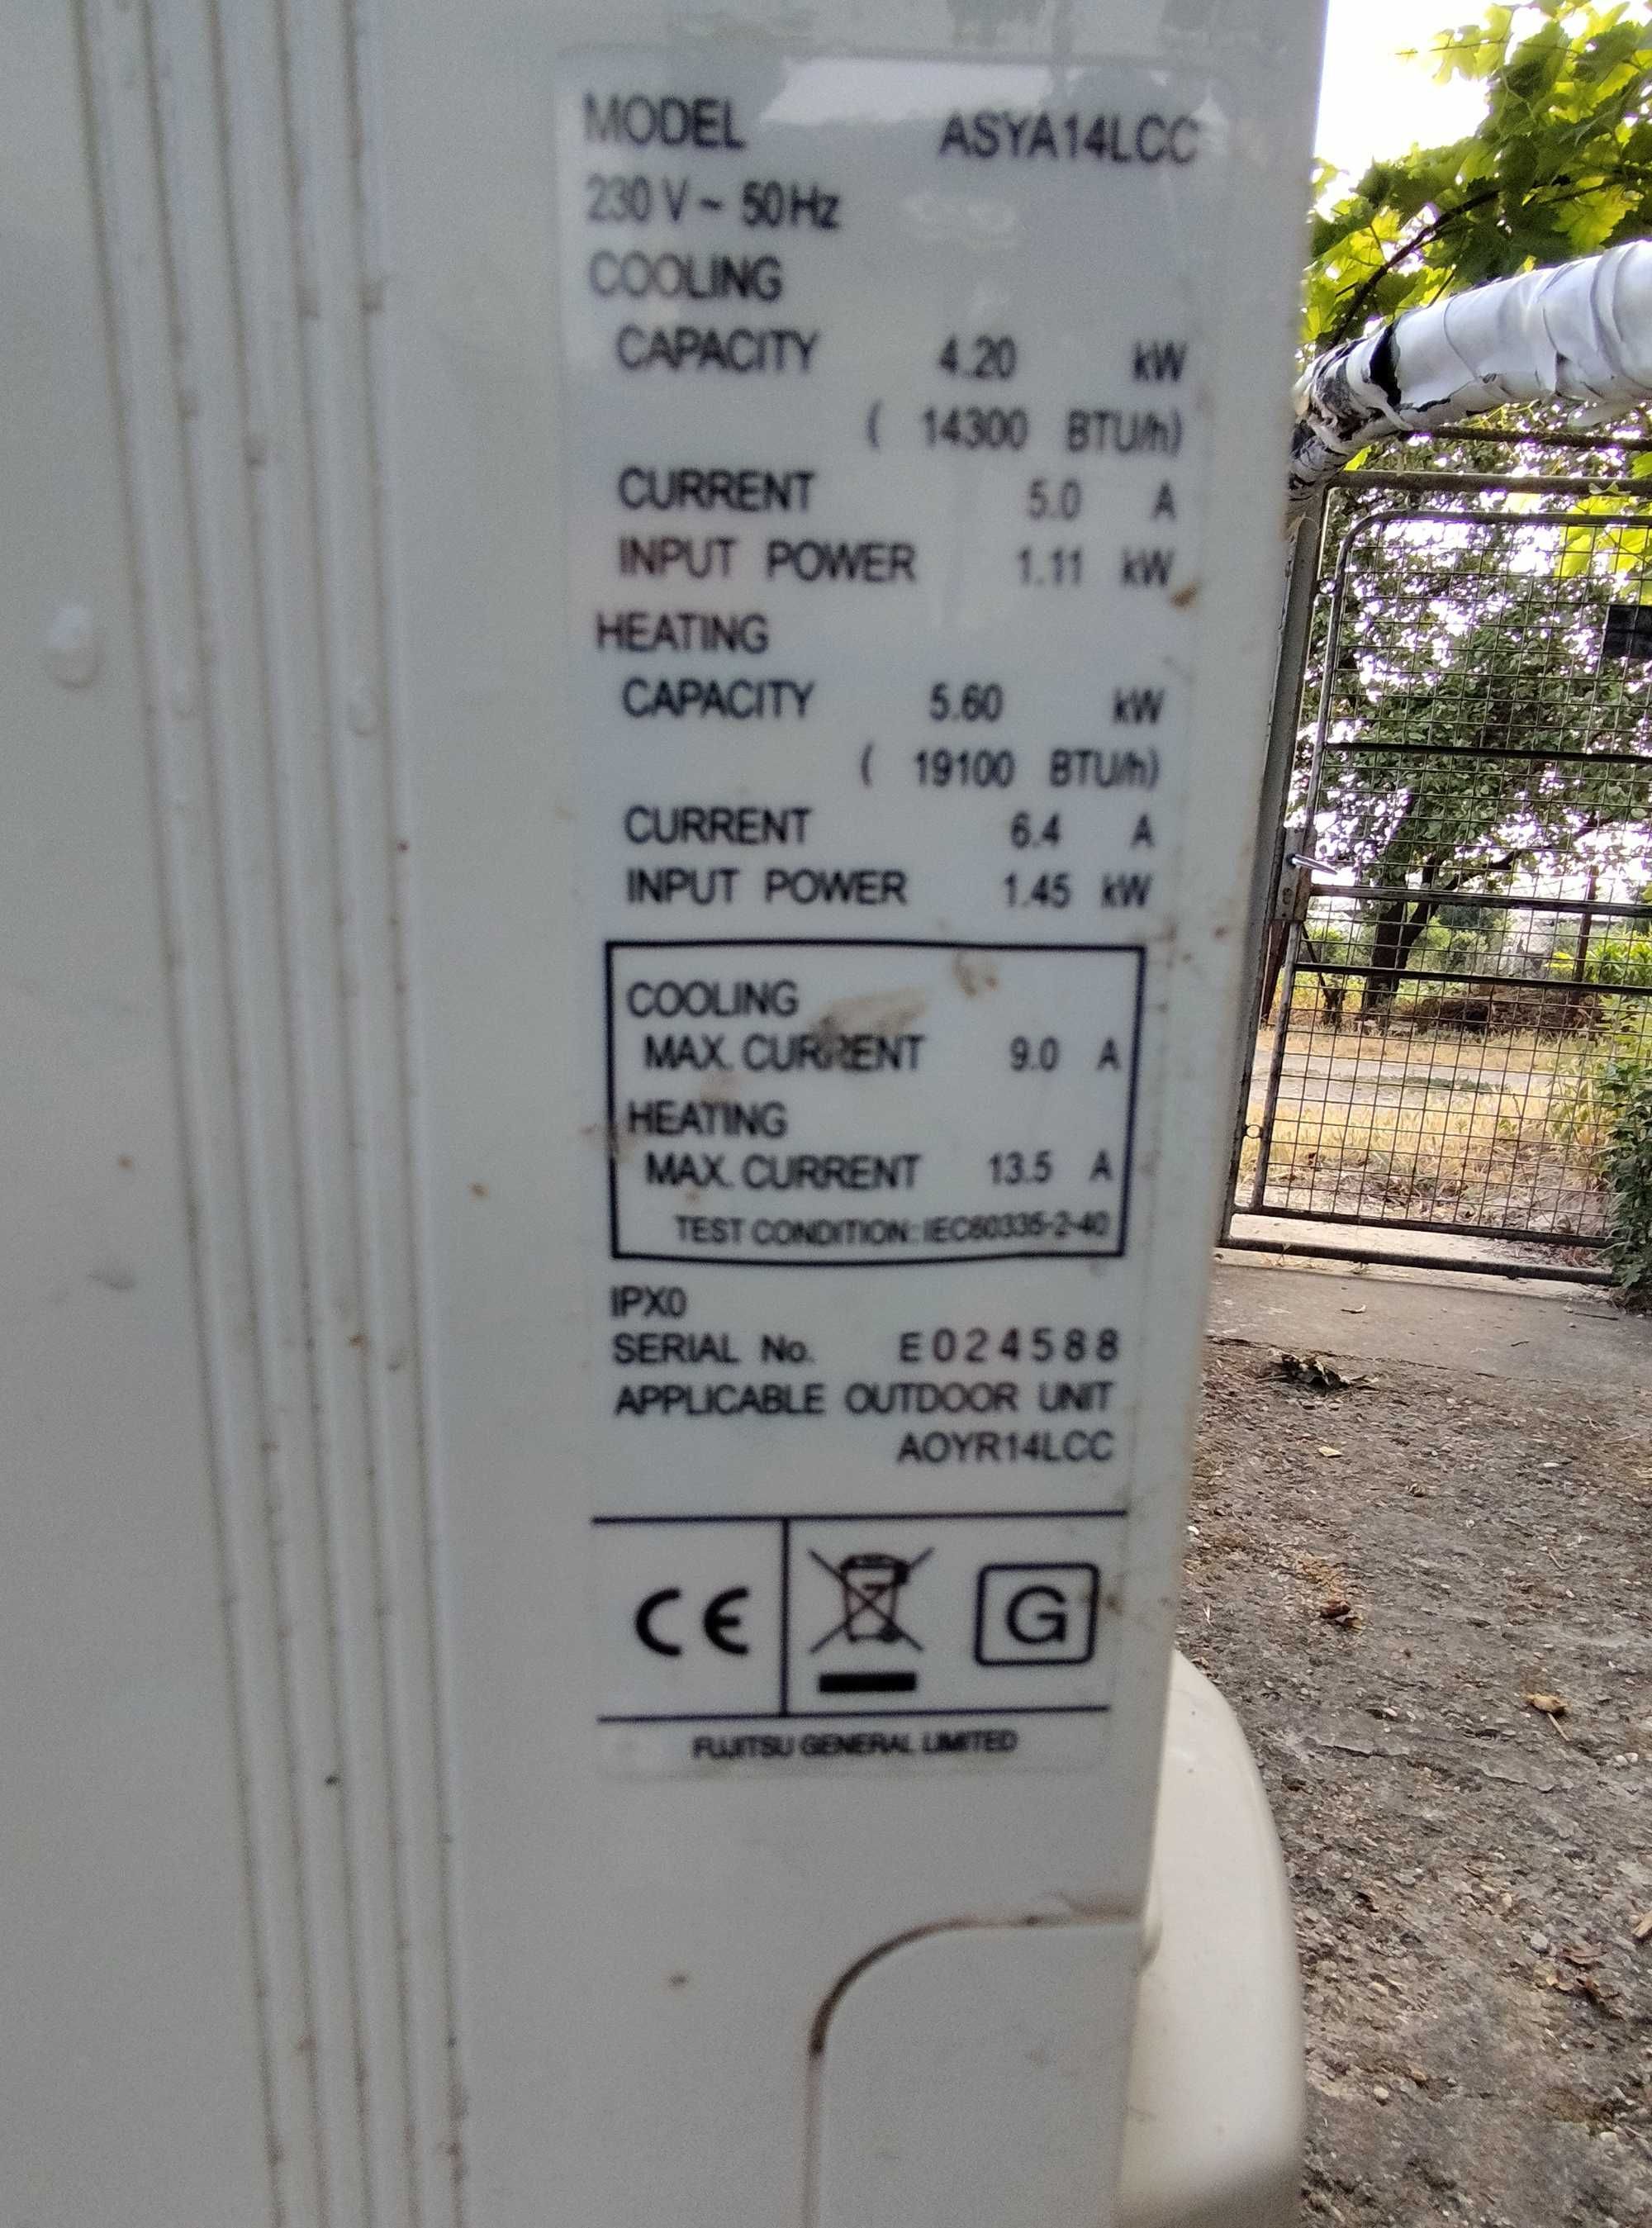 MODEL ASYA14LCC
230 V ~ 50Hz
COOLING
CAPACITY 4.20 kW
( 14300 BTU/h)
CURRENT 5.0 A
INPUT POWER 1.11 kW
HEATING
CAPACITY 5.60 kW
( 19100 BTU/h)
CURRENT 6.4 A
INPUT POWER 1.45 kW
COOLING
MAX. CURRENT 9.0 A
HEATING
MAX. CURRENT 13.5 A
TEST CONDITION: IEC60335-2-40
IPX0
SERIAL No. E024588
APPLICABLE OUTDOOR UNIT
AOYR14LCC
CE G
FUJITSU GENERAL LIMITED